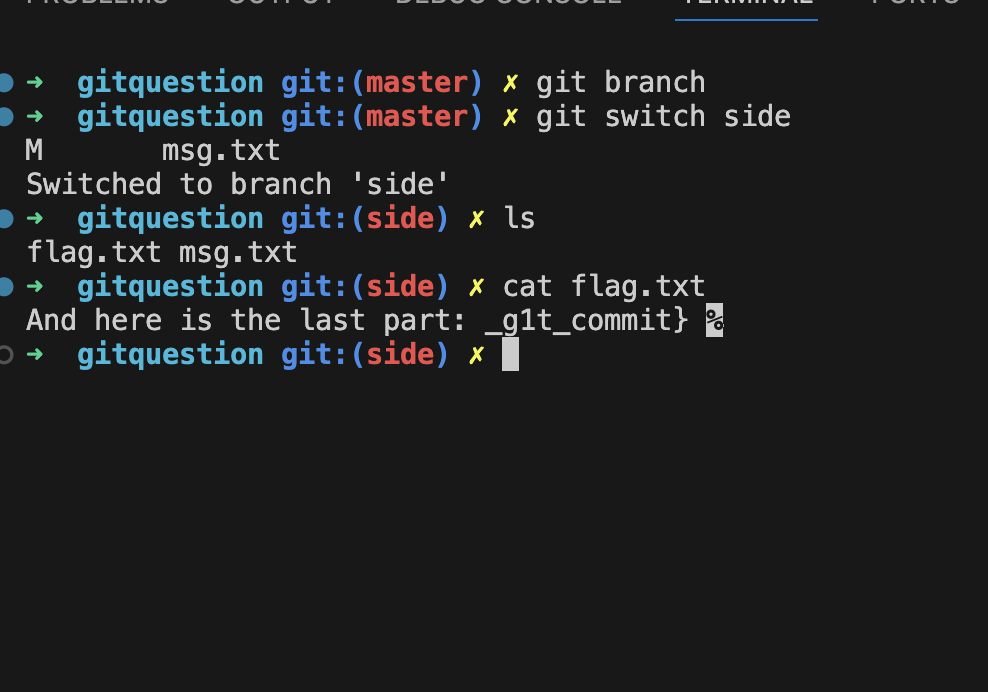 PROBLEMS OUTPUT DEBUG CONSOLE TERMINAL PORTS
➜ gitquestion git:(master) ✗ git branch
➜ gitquestion git:(master) ✗ git switch side
M msg.txt
Switched to branch 'side'
➜ gitquestion git:(side) ✗ ls
flag.txt msg.txt
➜ gitquestion git:(side) ✗ cat flag.txt
And here is the last part: _g1t_commit} %
➜ gitquestion git:(side) ✗